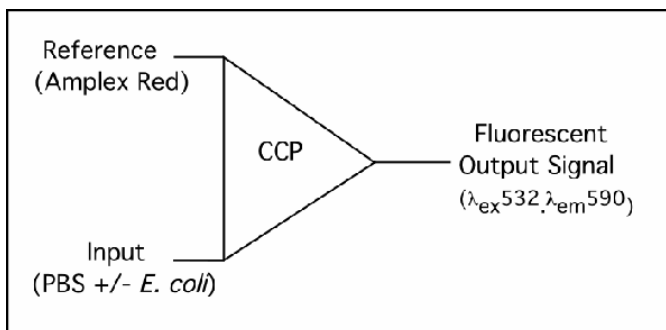 Reference
(Amplex Red)
CCP
Fluorescent
Output Signal
(λex532.λem590)
Input
(PBS +/- E. coli)